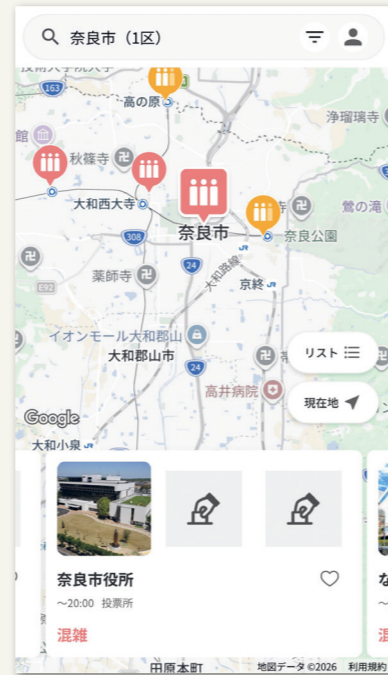 奈良市（1区）
163
高の原
浄瑠璃寺
館
秋篠寺
大和西大寺
鶯の滝
奈良市
308
奈良公園
JR
24
薬師寺
大和路線
京終
JR
E92
イオンモール大和郡山
大和郡山市
リスト
24
高井病院
現在地
Google
大和小泉
JR
奈良市役所
～20:00 投票所
混雑
田原本町
地図データ ©2026 利用規約